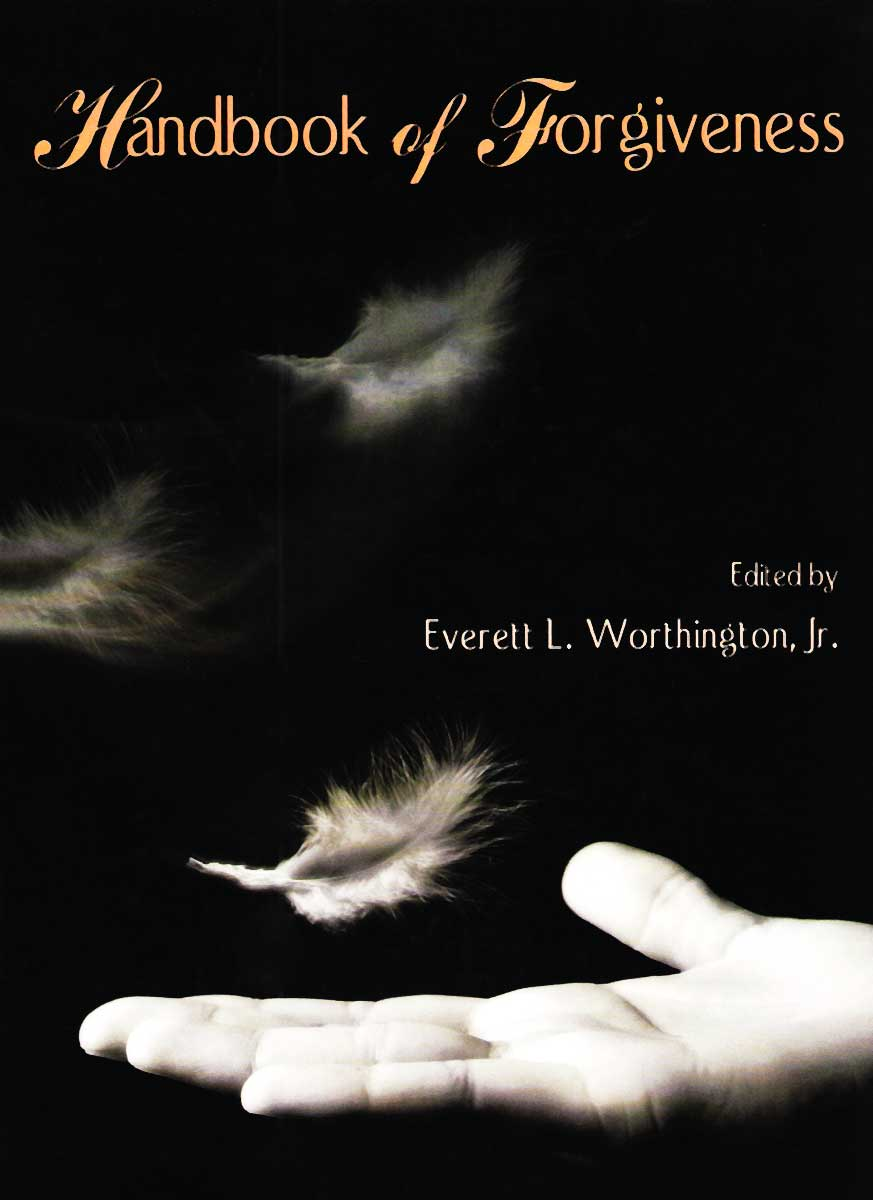 Handbook of Forgiveness
Edited by
Everett L. Worthington, Jr.